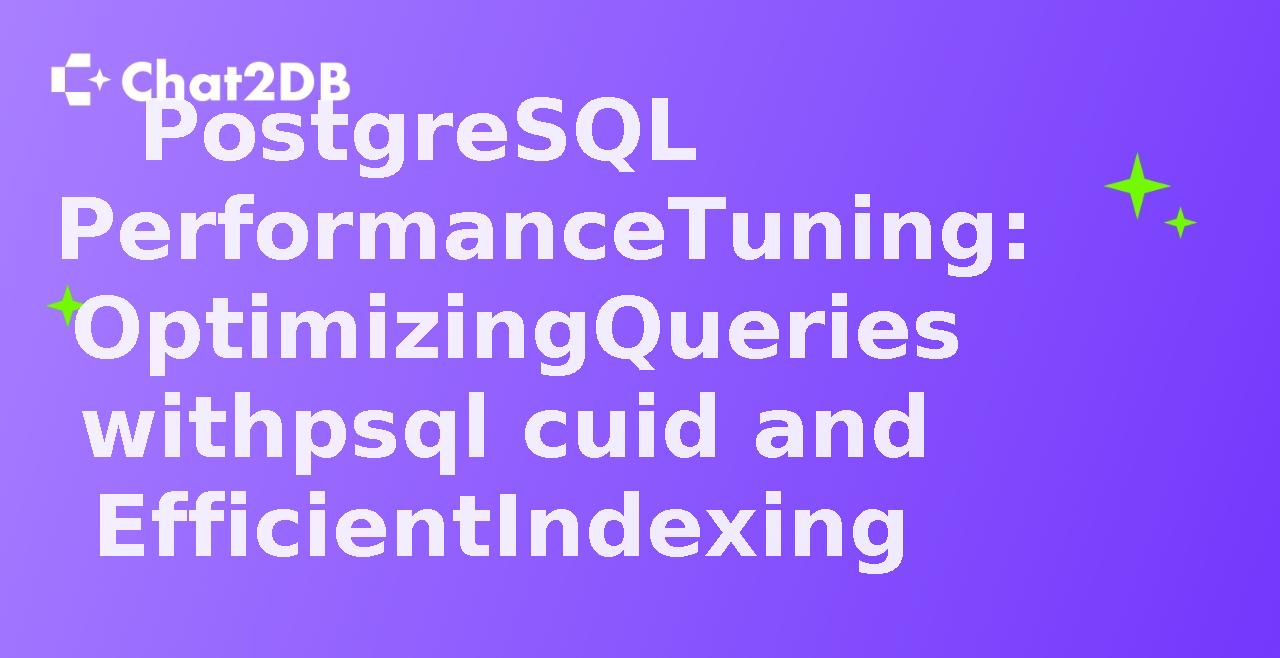 Chat2DB
PostgreSQL
PerformanceTuning:
OptimizingQueries
withpsql cuid and
EfficientIndexing